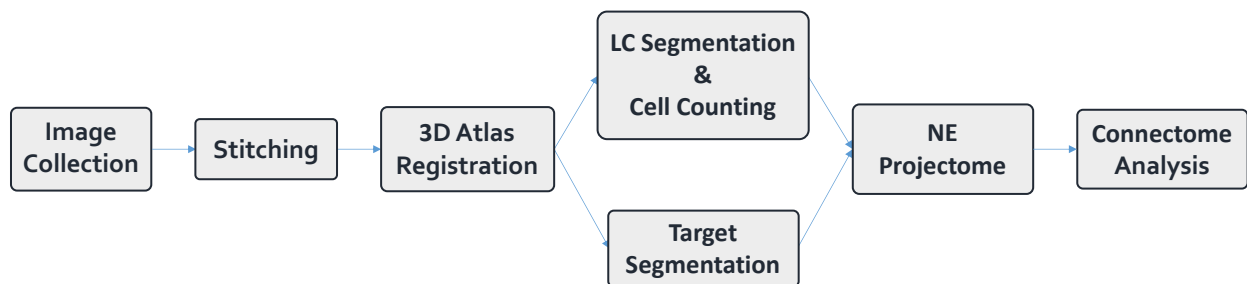 Image
Collection
Stitching
3D Atlas
Registration
LC Segmentation
&
Cell Counting
Target
Segmentation
NE
Projectome
Connectome
Analysis